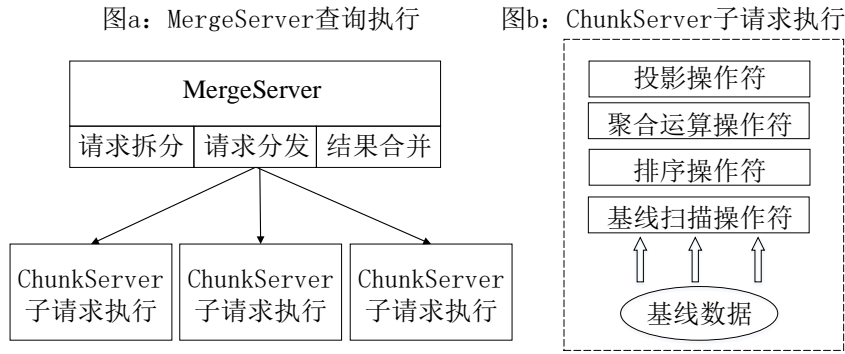 图a：MergeServer查询执行
MergeServer
请求拆分 请求分发 结果合并
ChunkServer
子请求执行
ChunkServer
子请求执行
ChunkServer
子请求执行
图b：ChunkServer子请求执行
投影操作符
聚合运算操作符
排序操作符
基线扫描操作符
基线数据